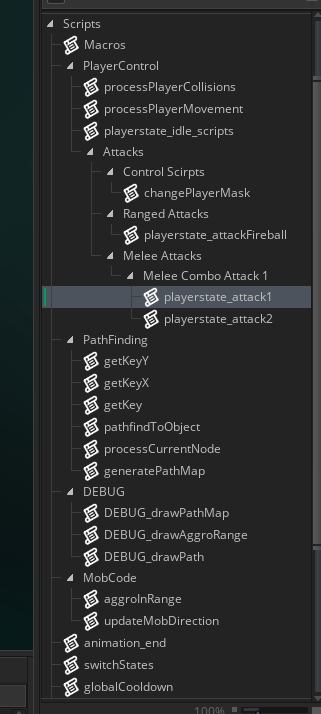 Scripts
Macros
PlayerControl
processPlayerCollisions
processPlayerMovement
playerstate_idle_scripts
Attacks
Control Scirpts
changePlayerMask
Ranged Attacks
playerstate_attackFireball
Melee Attacks
Melee Combo Attack 1
playerstate_attack1
playerstate_attack2
PathFinding
getKeyY
getKeyX
getKey
pathfindToObject
processCurrentNode
generatePathMap
DEBUG
DEBUG_drawPathMap
DEBUG_drawAggroRange
DEBUG_drawPath
MobCode
aggroInRange
updateMobDirection
animation_end
switchStates
globalCooldown
100%